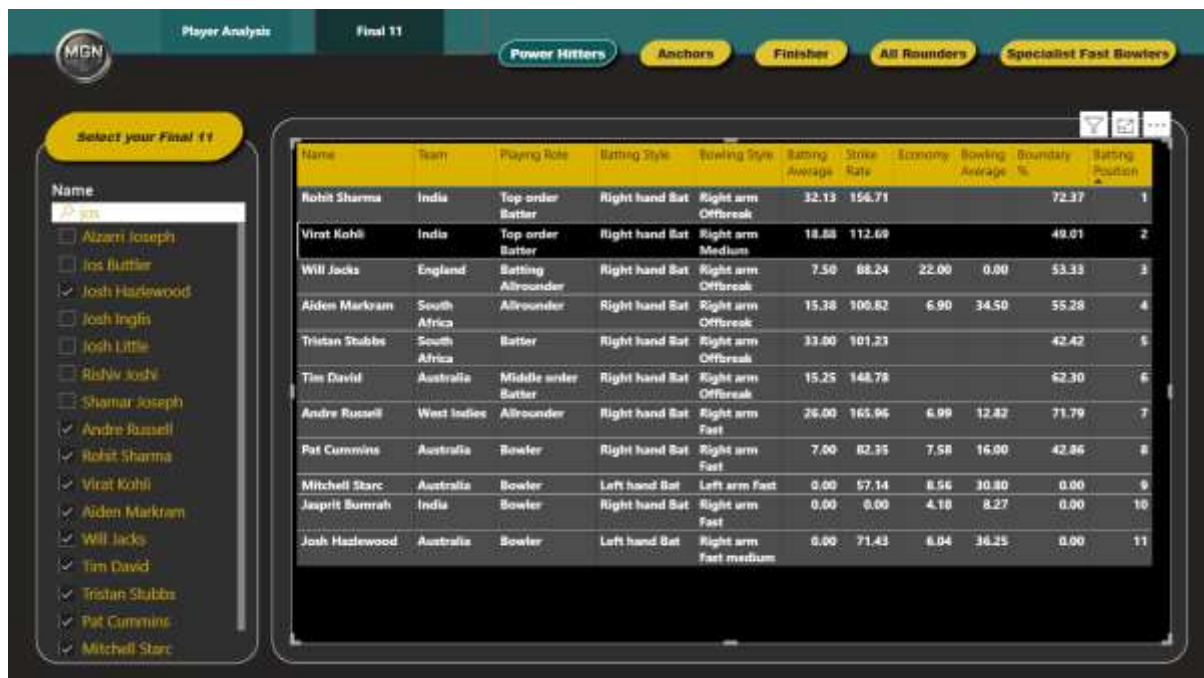 Player Analysis
Final 11
MGN
Power Hitters
Anchors
Finisher
All Rounders
Specialist Fast Bowlers
Select your Final 11
Name
jos
Alzarri Joseph
Jos Buttler
Josh Hazlewood
Josh Inglis
Josh Little
Rishiv Joshi
Shamar Joseph
Andre Russell
Rohit Sharma
Virat Kohli
Aiden Markram
Will Jacks
Tim David
Tristan Stubbs
Pat Cummins
Mitchell Starc
Name Team Playing Role Batting Style Bowling Style Batting Strike Economy Bowling Boundary Batting
Average Rate Average % Position
Rohit Sharma India Top order Right hand Bat Right arm 32.13 156.71 72.37 1
Batter Offbreak
Virat Kohli India Top order Right hand Bat Right arm 18.88 112.69 49.01 2
Batter Medium
Will Jacks England Batting Right hand Bat Right arm 7.50 88.24 22.00 0.00 53.33 3
Allrounder Offbreak
Aiden Markram South Allrounder Right hand Bat Right arm 15.38 100.82 6.90 34.50 55.28 4
Africa Offbreak
Tristan Stubbs South Batter Right hand Bat Right arm 33.00 101.23 42.42 5
Africa Offbreak
Tim David Australia Middle order Right hand Bat Right arm 15.25 148.78 62.30 6
Batter Offbreak
Andre Russell West Indies Allrounder Right hand Bat Right arm 26.00 165.96 6.99 12.82 71.79 7
Fast
Pat Cummins Australia Bowler Right hand Bat Right arm 7.00 82.35 7.58 16.00 42.86 8
Fast
Mitchell Starc Australia Bowler Left hand Bat Left arm Fast 0.00 57.14 8.56 30.80 0.00 9
Jasprit Bumrah India Bowler Right hand Bat Right arm 0.00 0.00 4.18 8.27 0.00 10
Fast
Josh Hazlewood Australia Bowler Left hand Bat Right arm 0.00 71.43 6.04 36.25 0.00 11
Fast medium